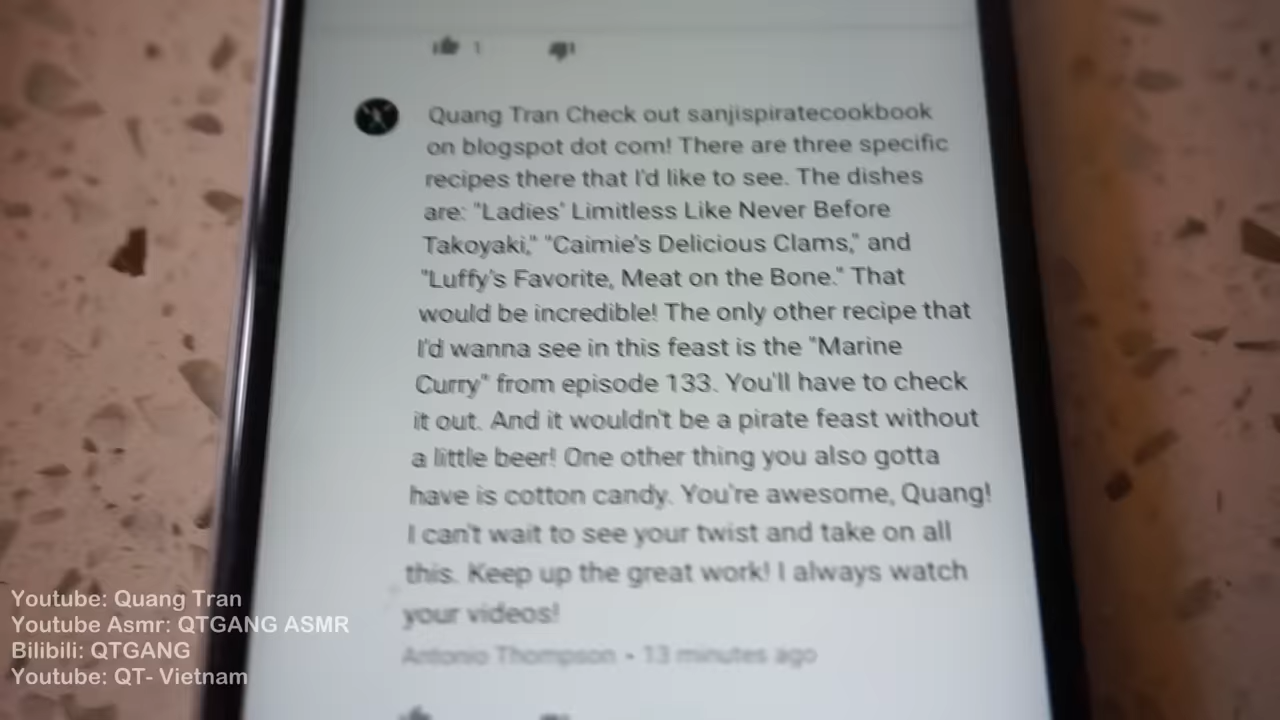 1
Quang Tran Check out sanjispiratecookbook
on blogspot dot com! There are three specific
recipes there that I'd like to see. The dishes
are: "Ladies' Limitless Like Never Before
Takoyaki," "Caimie's Delicious Clams," and
"Luffy's Favorite, Meat on the Bone." That
would be incredible! The only other recipe that
I'd wanna see in this feast is the "Marine
Curry" from episode 133. You'll have to check
it out. And it wouldn't be a pirate feast without
a little beer! One other thing you also gotta
have is cotton candy. You're awesome, Quang!
I can't wait to see your twist and take on all
this. Keep up the great work! I always watch
your videos!
Antonio Thompson • 13 minutes ago
Youtube: Quang Tran
Youtube Asmr: QTGANG ASMR
Bilibili: QTGANG
Youtube: QT- Vietnam